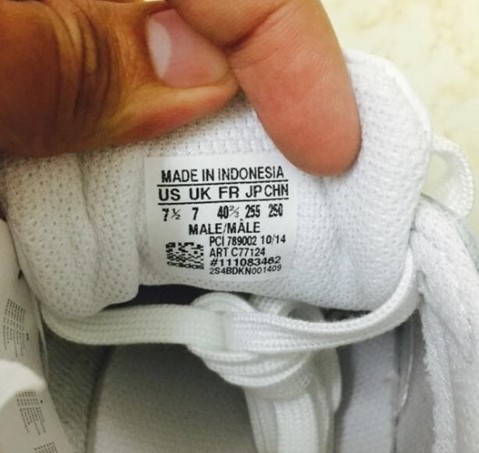 MADE IN INDONESIA
US UK FR JP CHN
7½ 7 40⅔ 255 250
MALE/MÂLE
PCI 789002 10/14
ART C77124
adidas #111083462
2S4BDKN001409